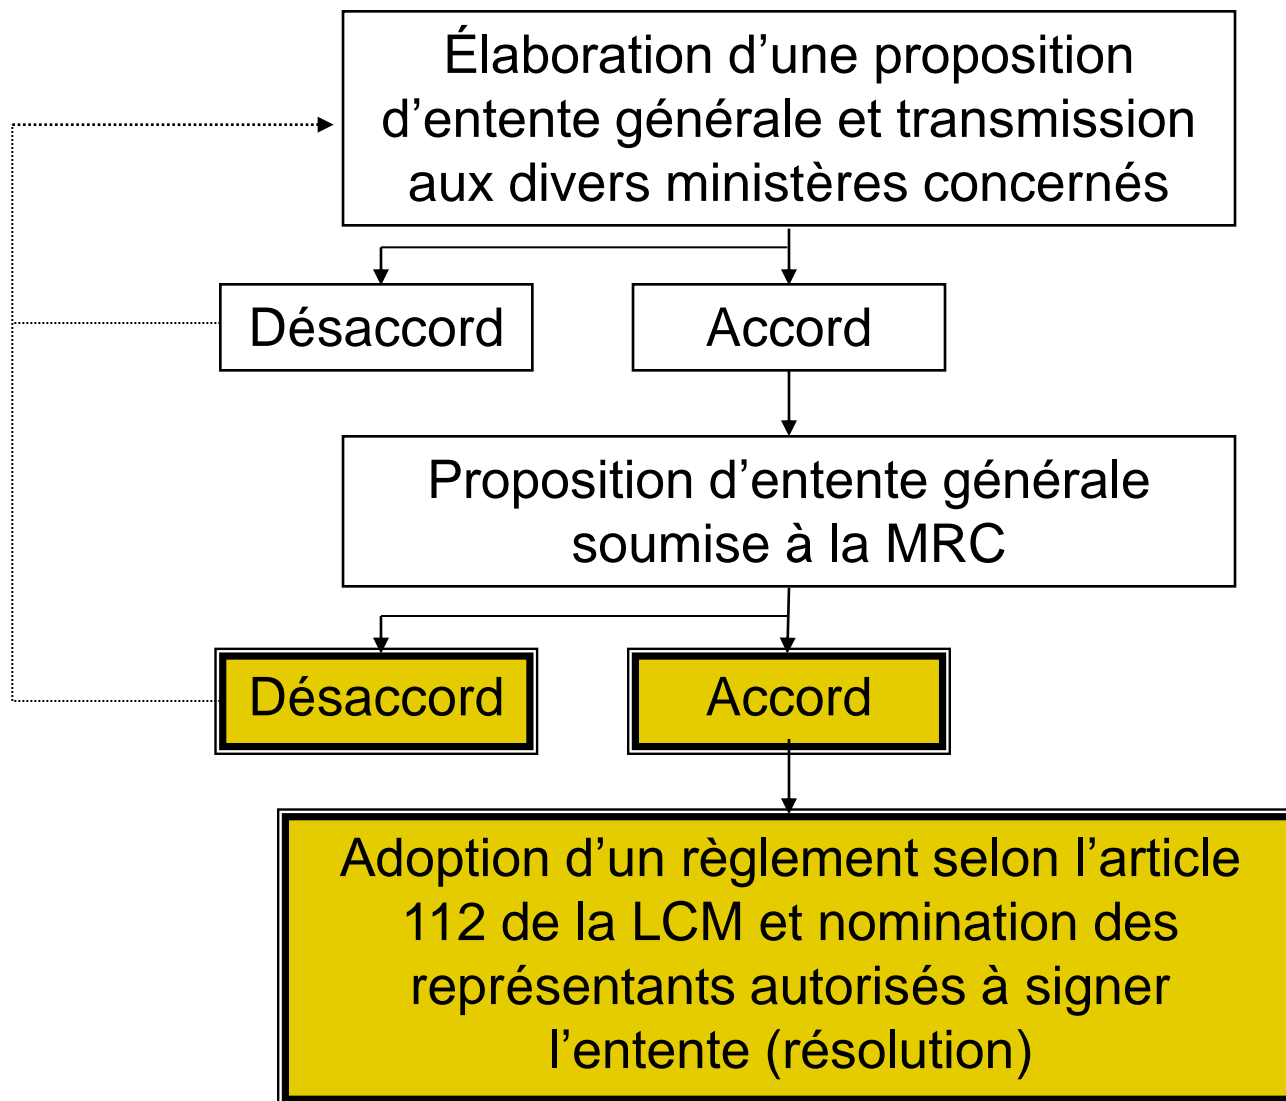 Élaboration d’une proposition
d’entente générale et transmission
aux divers ministères concernés
Désaccord
Accord
Proposition d’entente générale
soumise à la MRC
Désaccord
Accord
Adoption d’un règlement selon l’article
112 de la LCM et nomination des
représentants autorisés à signer
l’entente (résolution)